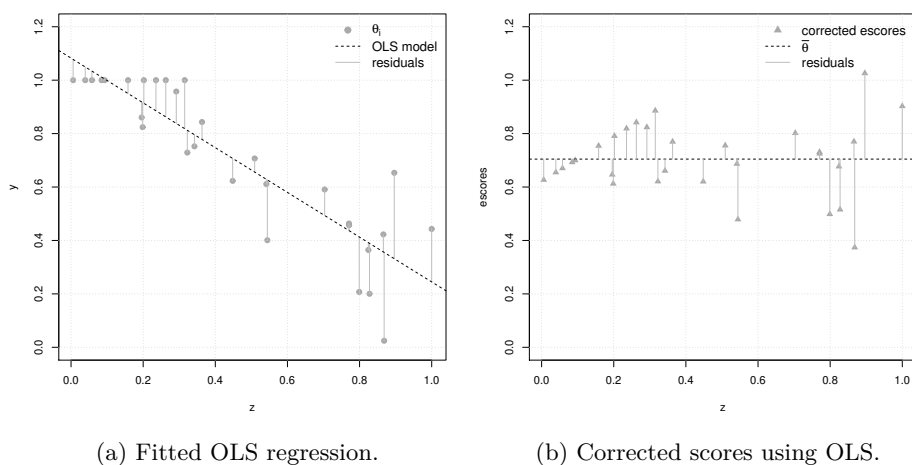 1.2
1.0
0.8
0.6
0.4
0.2
0.0
y
0.0 0.2 0.4 0.6 0.8 1.0
z
θi
OLS model
residuals
(a) Fitted OLS regression.
1.2
1.0
0.8
0.6
0.4
0.2
0.0
escores
0.0 0.2 0.4 0.6 0.8 1.0
z
corrected escores
θ̅
residuals
(b) Corrected scores using OLS.